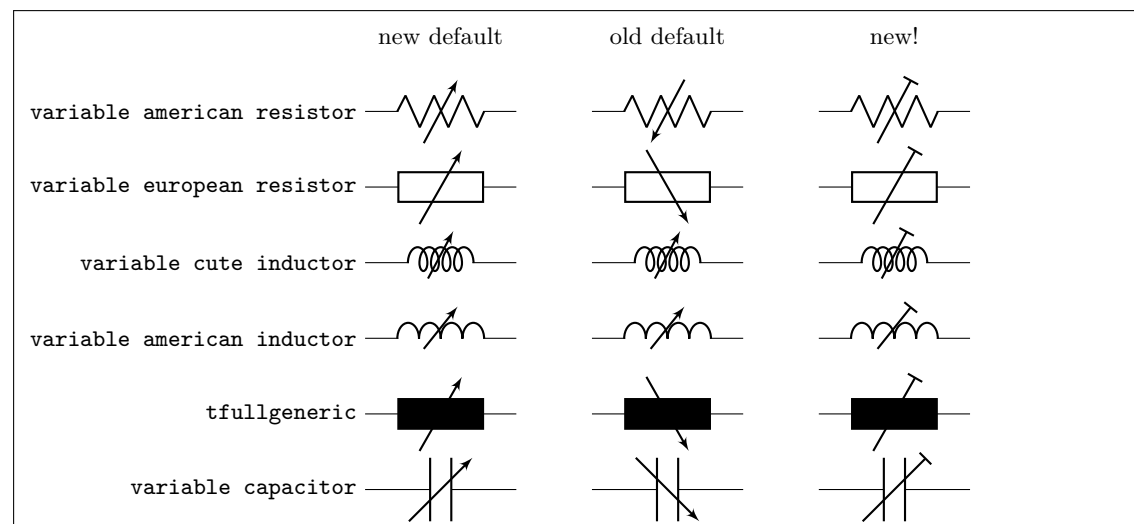 new default old default new!
variable american resistor
variable european resistor
variable cute inductor
variable american inductor
tfullgeneric
variable capacitor